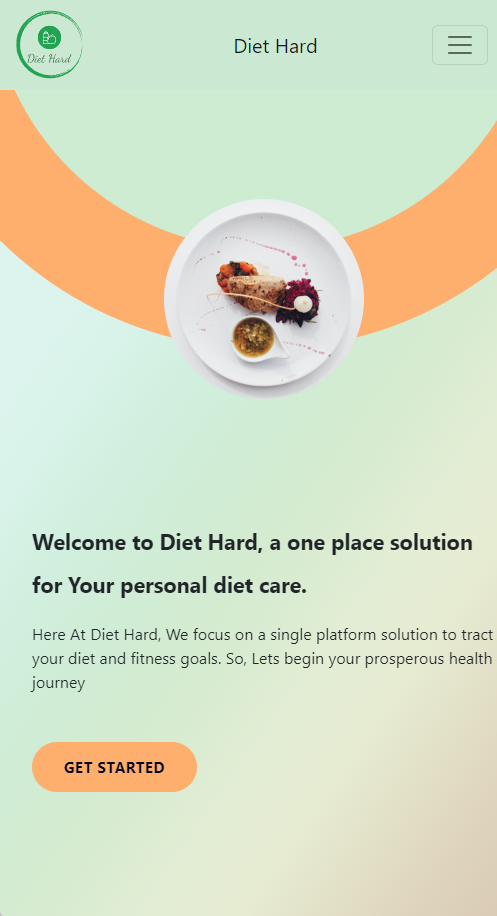 Diet Hard
Diet Hard
Welcome to Diet Hard, a one place solution
for Your personal diet care.
Here At Diet Hard, We focus on a single platform solution to tract
your diet and fitness goals. So, Lets begin your prosperous health
journey
GET STARTED